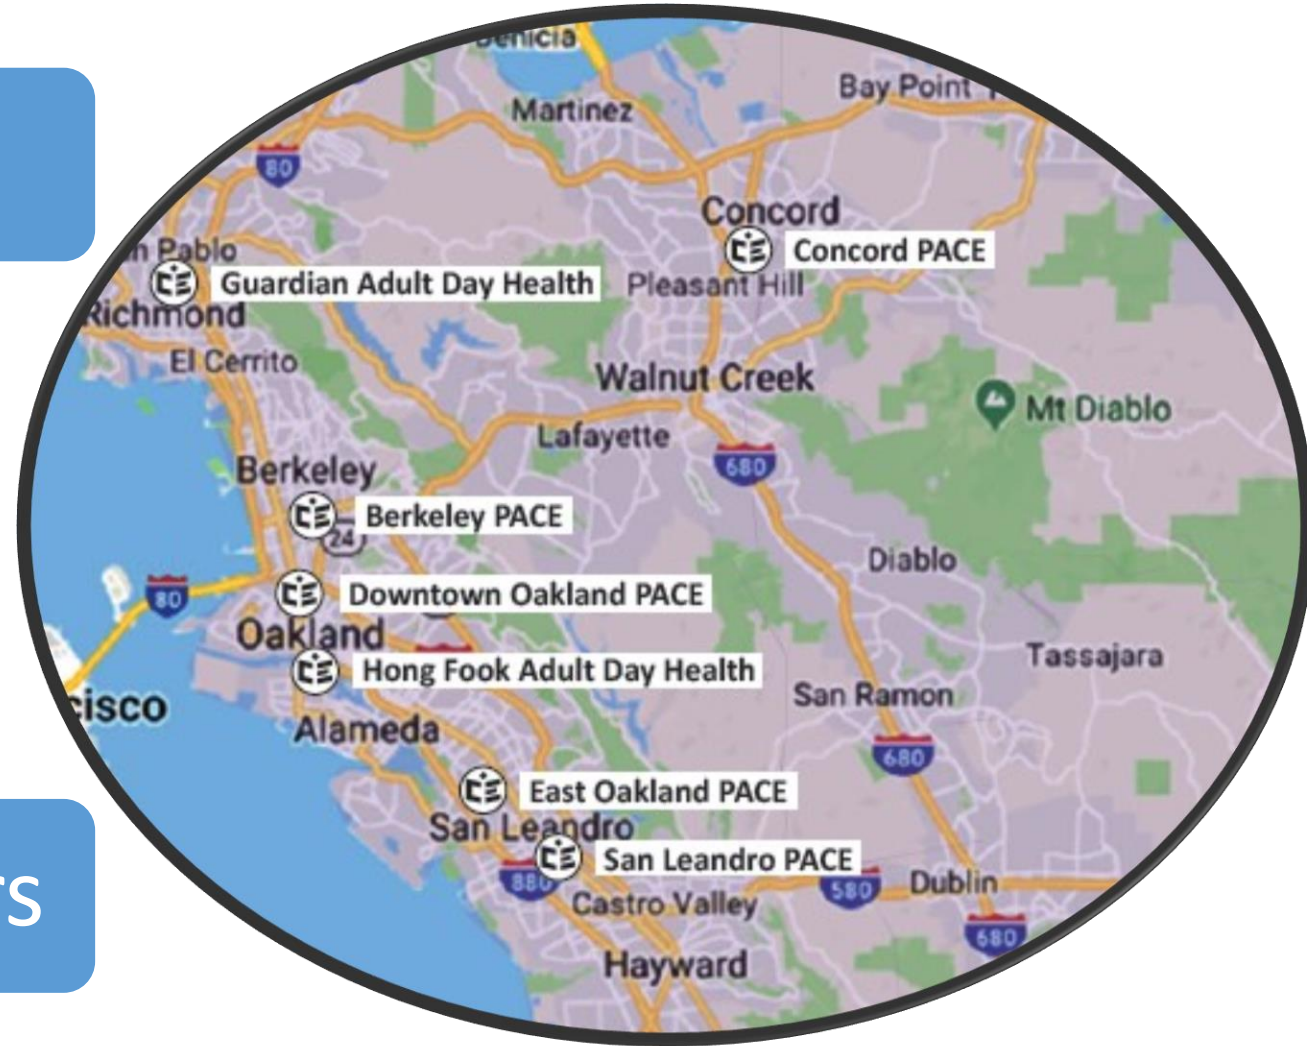 Benicia
Martinez
Bay Point
80
Concord
Concord PACE
n Pablo
Guardian Adult Day Health
Pleasant Hill
Richmond
El Cerrito
Walnut Creek
Mt Diablo
Lafayette
680
Berkeley
Berkeley PACE
24
Diablo
80
Downtown Oakland PACE
Oakland
Tassajara
Hong Fook Adult Day Health
San Ramon
cisco
Alameda
680
East Oakland PACE
San Leandro
San Leandro PACE
880
580
Dublin
rs
Castro Valley
680
Hayward